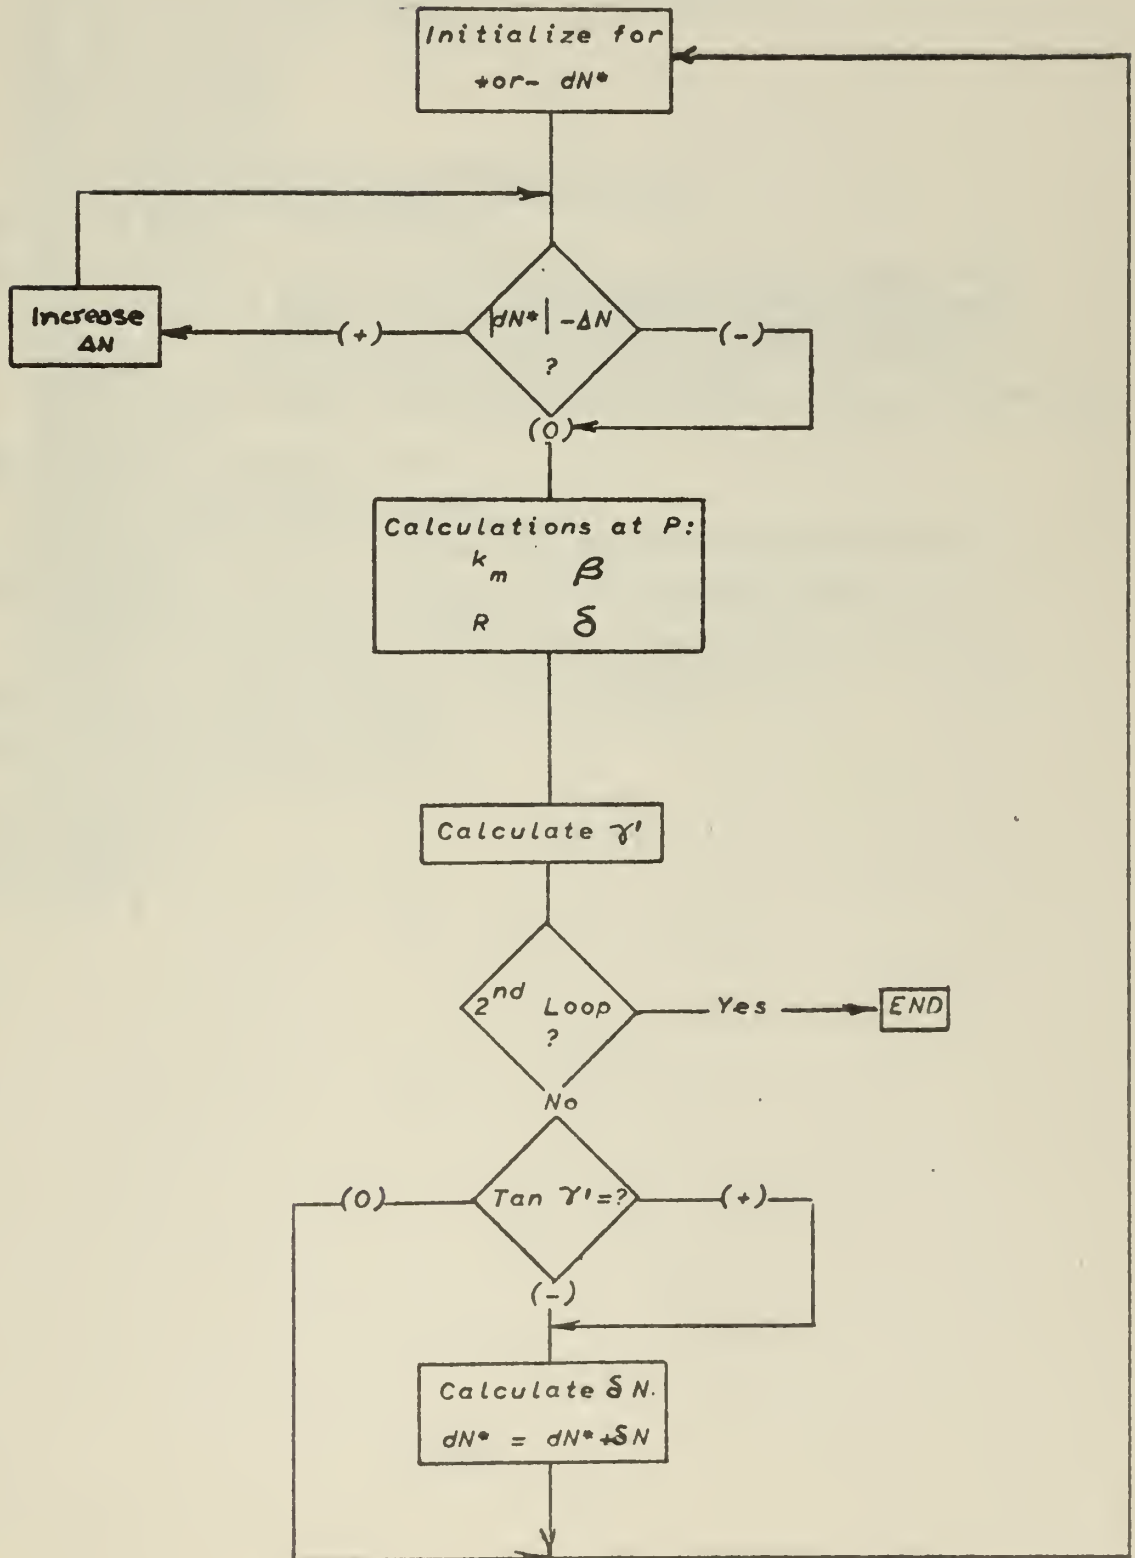 Initialize for
+or- dN*
Increase
ΔN
(+)
|dN*| -ΔN
?
(-)
(0)
Calculations at P:
k_m β
R δ
Calculate γ'
2nd Loop
?
Yes
END
No
(0)
Tan γ'=?
(+)
(-)
Calculate δN.
dN* = dN*+δN